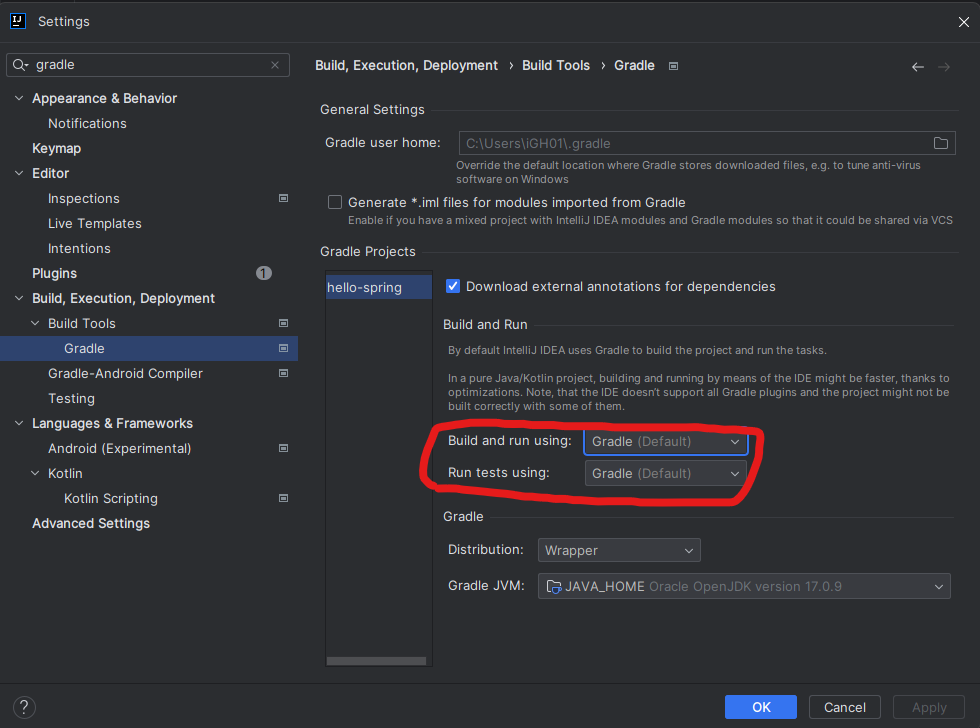 Settings
gradle
Build, Execution, Deployment › Build Tools › Gradle
Appearance & Behavior
Notifications
Keymap
Editor
Inspections
Live Templates
Intentions
Plugins 1
Build, Execution, Deployment
Build Tools
Gradle
Gradle-Android Compiler
Testing
Languages & Frameworks
Android (Experimental)
Kotlin
Kotlin Scripting
Advanced Settings
General Settings
Gradle user home: C:\Users\iGH01\.gradle
Override the default location where Gradle stores downloaded files, e.g. to tune anti-virus
software on Windows
Generate *.iml files for modules imported from Gradle
Enable if you have a mixed project with IntelliJ IDEA modules and Gradle modules so that it could be shared via VCS
Gradle Projects
hello-spring
Download external annotations for dependencies
Build and Run
By default IntelliJ IDEA uses Gradle to build the project and run the tasks.
In a pure Java/Kotlin project, building and running by means of the IDE might be faster, thanks to
optimizations. Note, that the IDE doesn't support all Gradle plugins and the project might not be
built correctly with some of them.
Build and run using: Gradle (Default)
Run tests using: Gradle (Default)
Gradle
Distribution: Wrapper
Gradle JVM: JAVA_HOME Oracle OpenJDK version 17.0.9
? OK Cancel Apply